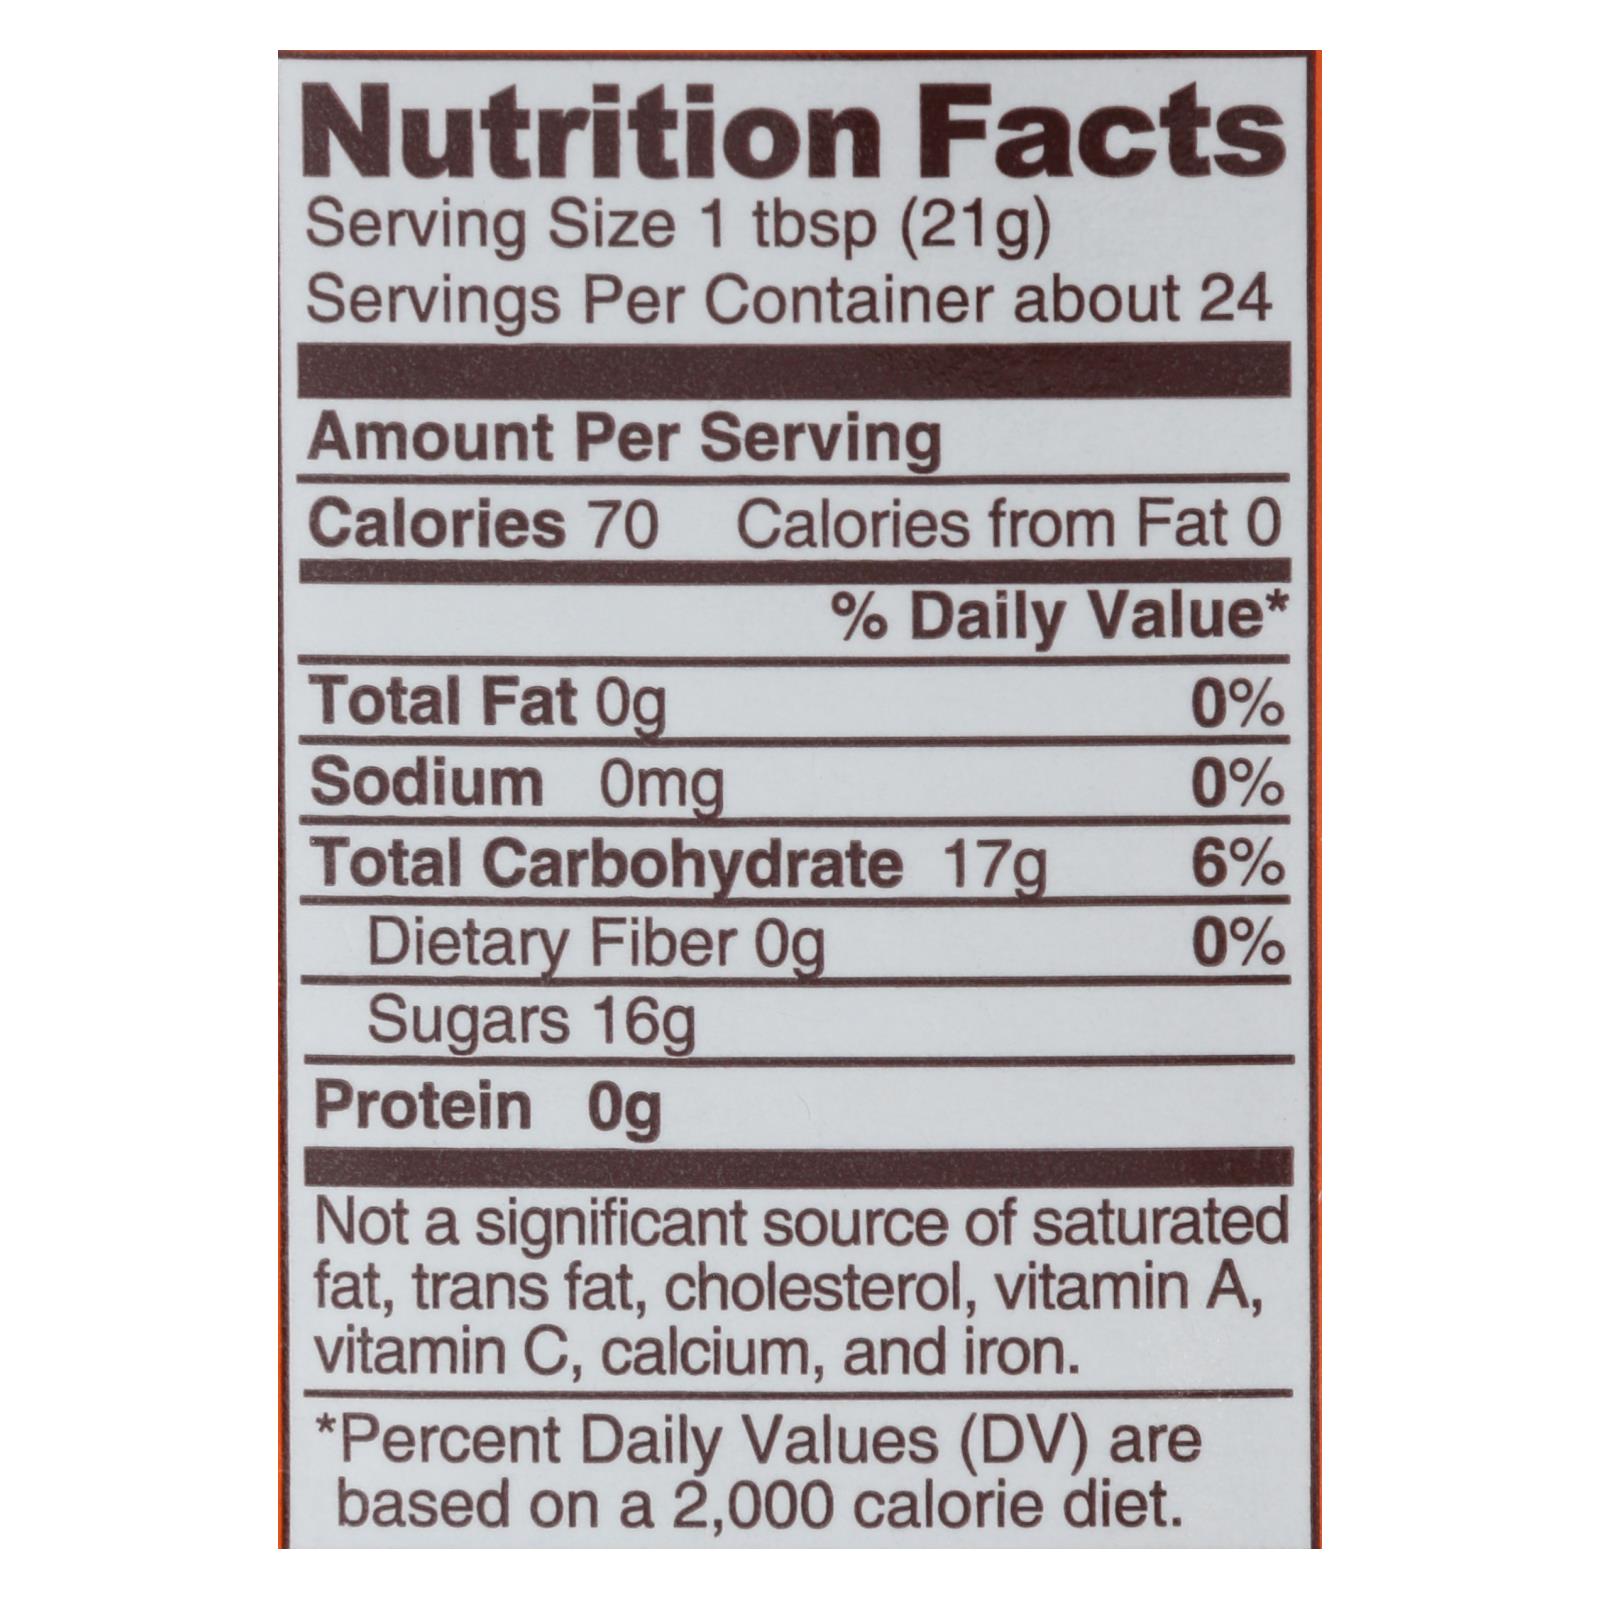 Nutrition Facts
Serving Size 1 tbsp (21g)
Servings Per Container about 24
Amount Per Serving
Calories 70 Calories from Fat 0
% Daily Value*
Total Fat 0g 0%
Sodium 0mg 0%
Total Carbohydrate 17g 6%
Dietary Fiber 0g 0%
Sugars 16g
Protein 0g
Not a significant source of saturated
fat, trans fat, cholesterol, vitamin A,
vitamin C, calcium, and iron.
*Percent Daily Values (DV) are
based on a 2,000 calorie diet.